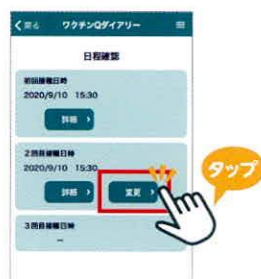 戻る ワクチンQダイアリー
日程確認
初回接種日時
2020/9/10 15:30
詳細
2回目接種日時
2020/9/10 15:30
詳細 変更
タップ
3回目接種日時
--